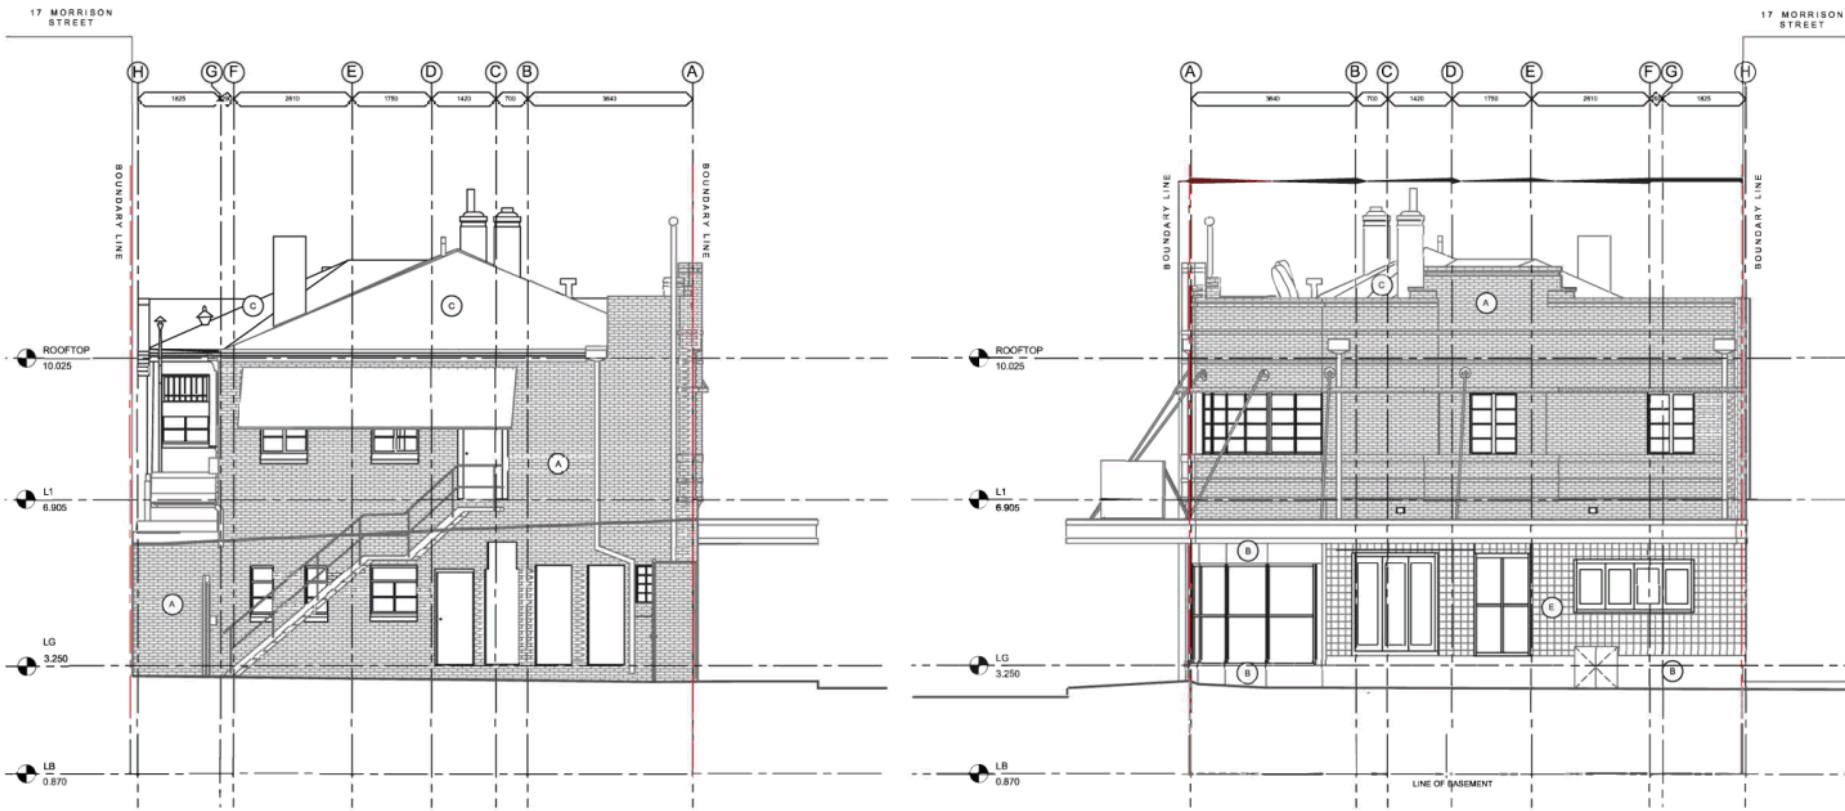 17 MORRISON
STREET
H G F E D C B A
1825 2610 1750 1420 700 3640
BOUNDARY LINE
BOUNDARY LINE
C
C
ROOFTOP
10.025
A
L1
6.905
A
LG
3.250
LB
0.870
17 MORRISON
STREET
A B C D E F G H
3640 700 1420 1750 2610 1825
BOUNDARY LINE
BOUNDARY LINE
C
A
ROOFTOP
10.025
L1
6.905
B
E
LG
3.250
B
B
LB
0.870
LINE OF BASEMENT